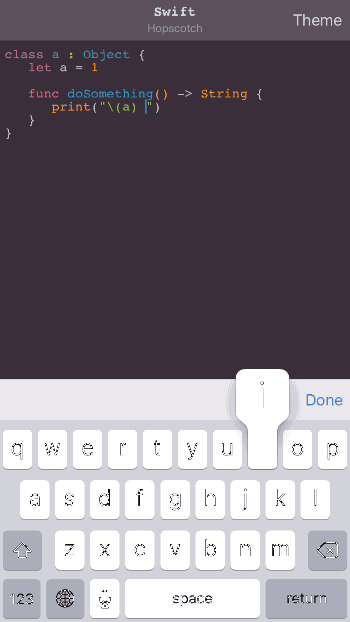 Swift
Hopscotch
Theme
class a : Object {
   let a = 1

   func doSomething() -> String {
      print("\(a) ")
   }
}
i
Done
q w e r t y u o p
a s d f g h j k l
z x c v b n m
123 space return